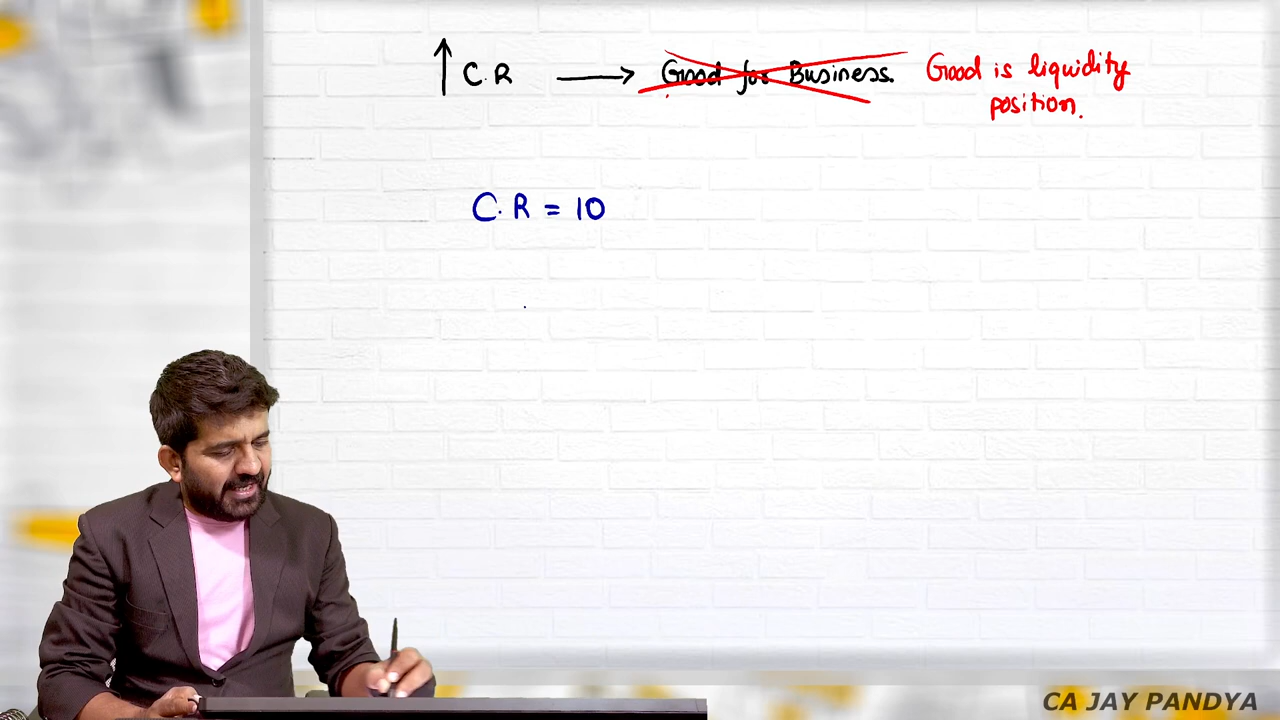 ↑ C.R → Good for Business. Good is liquidity
position.
C.R = 10
CA JAY PANDYA